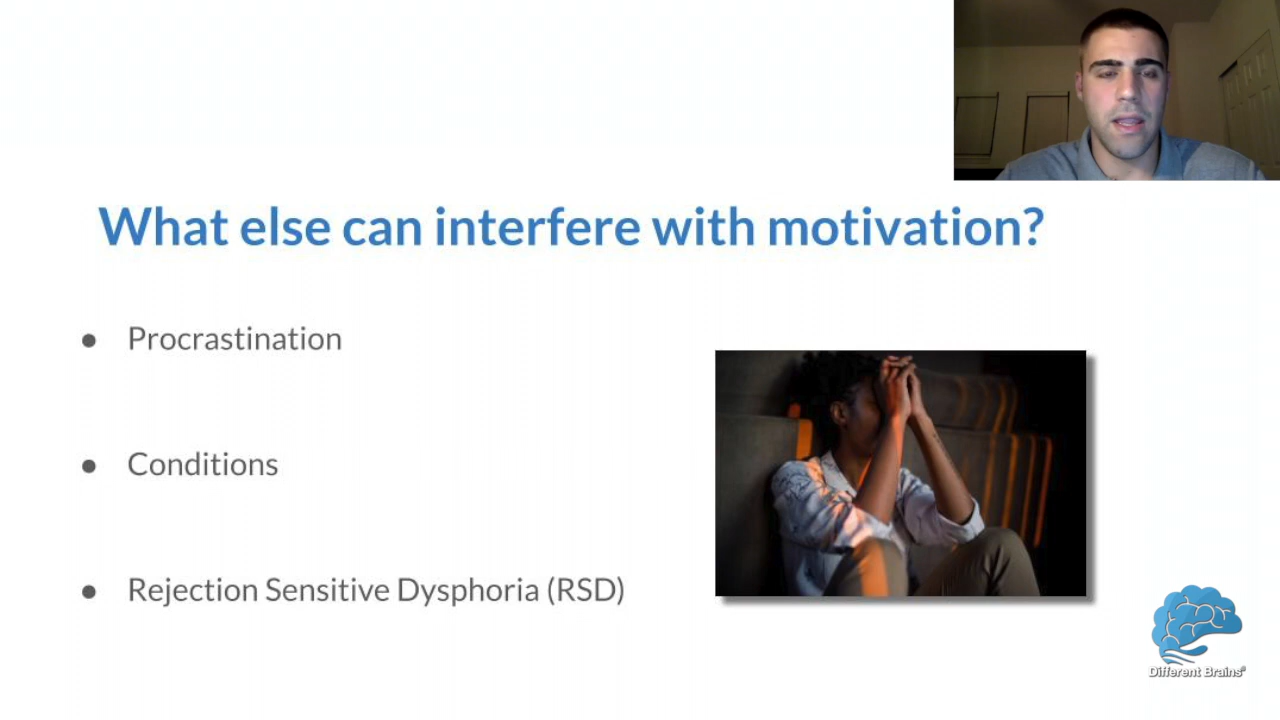 What else can interfere with motivation?
● Procrastination
● Conditions
● Rejection Sensitive Dysphoria (RSD)
Different Brains®